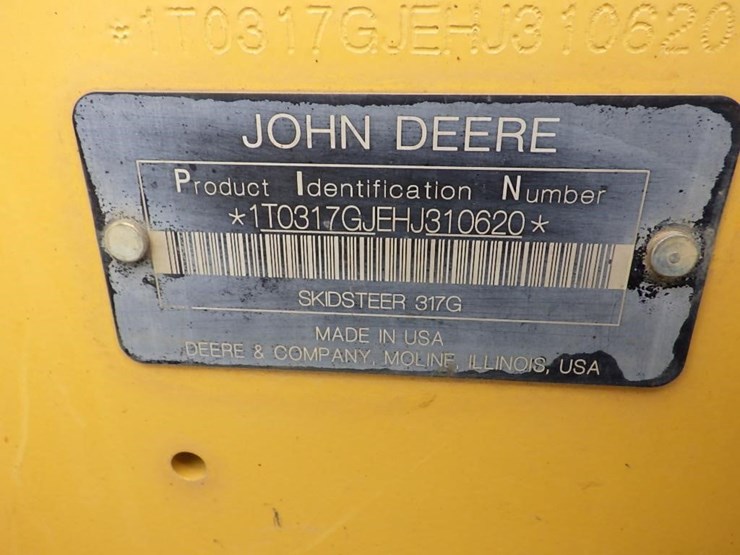 *1T0317GJEHJ310620
JOHN DEERE
Product Identification Number
*1T0317GJEHJ310620*
SKIDSTEER 317G
MADE IN USA
DEERE & COMPANY, MOLINE, ILLINOIS, USA